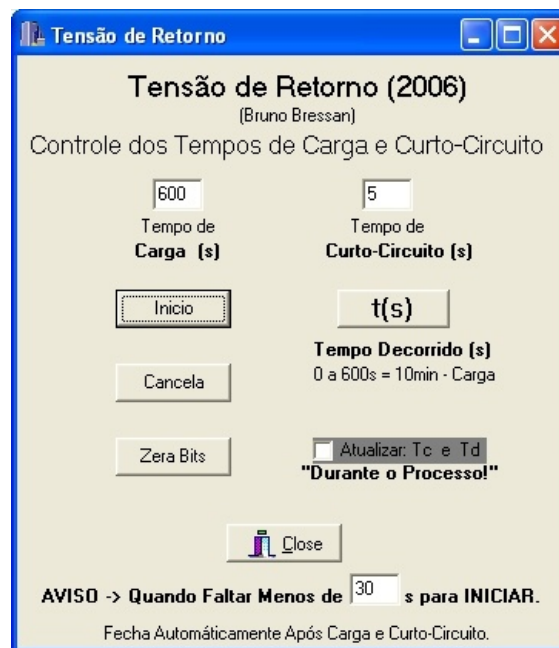 Tensão de Retorno
Tensão de Retorno (2006)
(Bruno Bressan)
Controle dos Tempos de Carga e Curto-Circuito
600
Tempo de
Carga (s)
5
Tempo de
Curto-Circuito (s)
Inicio
t(s)
Tempo Decorrido (s)
0 a 600s = 10min - Carga
Cancela
Zera Bits
Atualizar: Tc e Td
"Durante o Processo!"
Close
AVISO -> Quando Faltar Menos de 30 s para INICIAR.
Fecha Automáticamente Após Carga e Curto-Circuito.